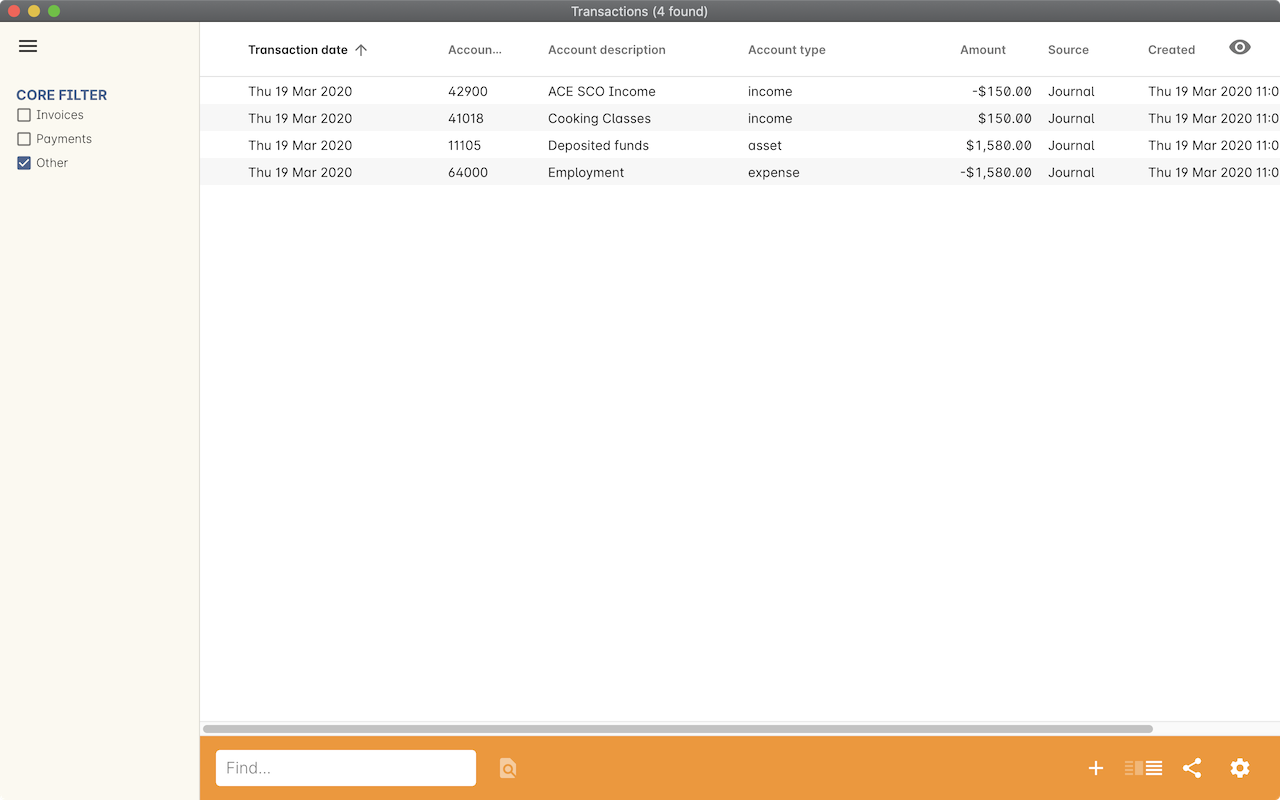 Transactions (4 found)
CORE FILTER
Invoices
Payments
Other
Transaction date Accoun... Account description Account type Amount Source Created
Thu 19 Mar 2020 42900 ACE SCO Income income -$150.00 Journal Thu 19 Mar 2020 11:0
Thu 19 Mar 2020 41018 Cooking Classes income $150.00 Journal Thu 19 Mar 2020 11:0
Thu 19 Mar 2020 11105 Deposited funds asset $1,580.00 Journal Thu 19 Mar 2020 11:0
Thu 19 Mar 2020 64000 Employment expense -$1,580.00 Journal Thu 19 Mar 2020 11:0
Find...